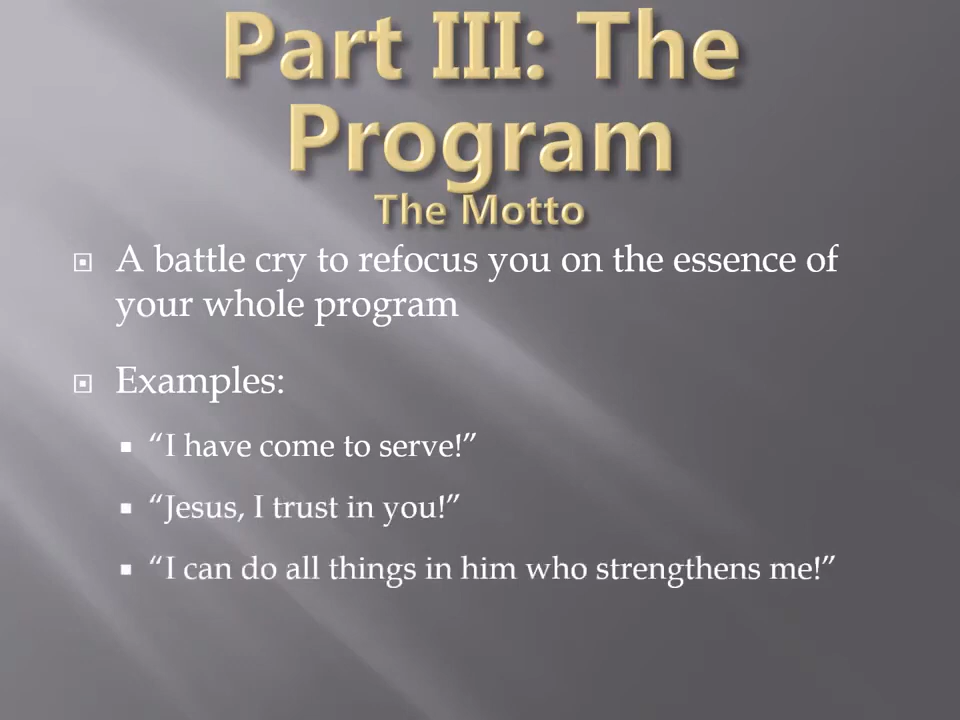 Part III: The
Program
The Motto
A battle cry to refocus you on the essence of
your whole program
Examples:
“I have come to serve!”
“Jesus, I trust in you!”
“I can do all things in him who strengthens me!”